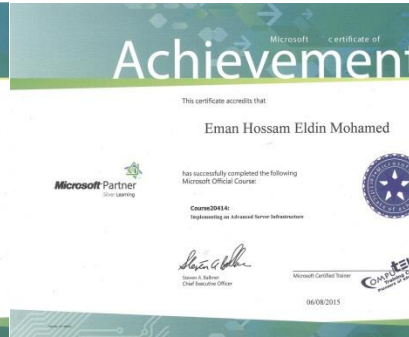 Microsoft certificate of
Achievement
This certificate accredits that
Eman Hossam Eldin Mohamed
Microsoft Partner
Silver Learning
has successfully completed the following
Microsoft Official Course:
Course20414:
Implementing an Advanced Server Infrastructure
Steven A. Ballmer
Chief Executive Officer
Microsoft Certified Trainer
COMPUTEK
Training C
06/08/2015